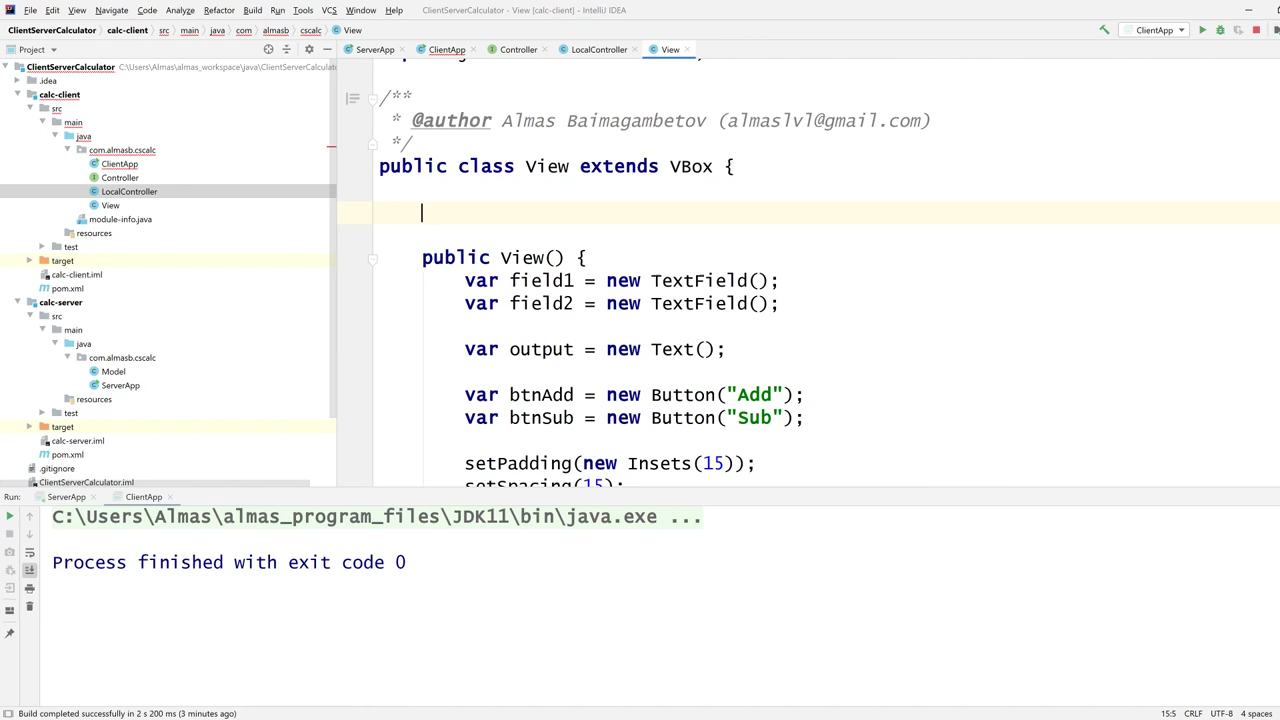 File Edit View Navigate Code Analyze Refactor Build Run Tools VCS Window Help ClientServerCalculator - View [calc-client] - IntelliJ IDEA
ClientServerCalculator calc-client src main java com almasb cscalc View ClientApp
Project ServerApp ClientApp Controller LocalController View
ClientServerCalculator C:\Users\Almas\almas_workspace\java\ClientServerCalculato
.idea
calc-client
src
main
java
com.almasb.cscalc
ClientApp
Controller
LocalController
View
module-info.java
resources
test
target
calc-client.iml
pom.xml
calc-server
src
main
java
com.almasb.cscalc
Model
ServerApp
resources
test
target
calc-server.iml
pom.xml
.gitignore
ClientServerCalculator.iml
/**
* @author Almas Baimagambetov (almaslvl@gmail.com)
*/
public class View extends VBox {
public View() {
var field1 = new TextField();
var field2 = new TextField();
var output = new Text();
var btnAdd = new Button("Add");
var btnSub = new Button("Sub");
setPadding(new Insets(15));
setSpacing(15);
Run: ServerApp ClientApp
C:\Users\Almas\almas_program_files\JDK11\bin\java.exe ...
Process finished with exit code 0
Build completed successfully in 2 s 200 ms (3 minutes ago) 15:5 CRLF UTF-8 4 spaces